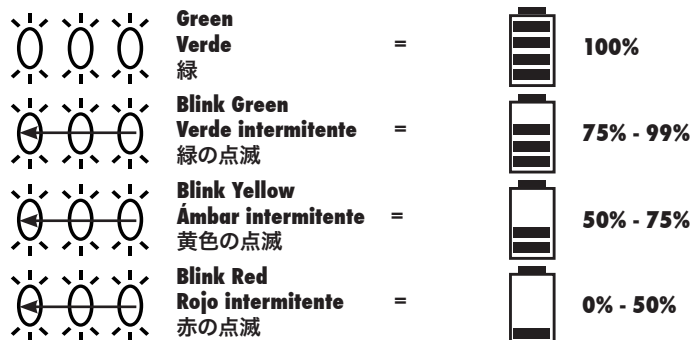 Green
Verde = 100%
緑
Blink Green
Verde intermitente = 75% - 99%
緑の点滅
Blink Yellow
Ámbar intermitente = 50% - 75%
黄色の点滅
Blink Red
Rojo intermitente = 0% - 50%
赤の点滅